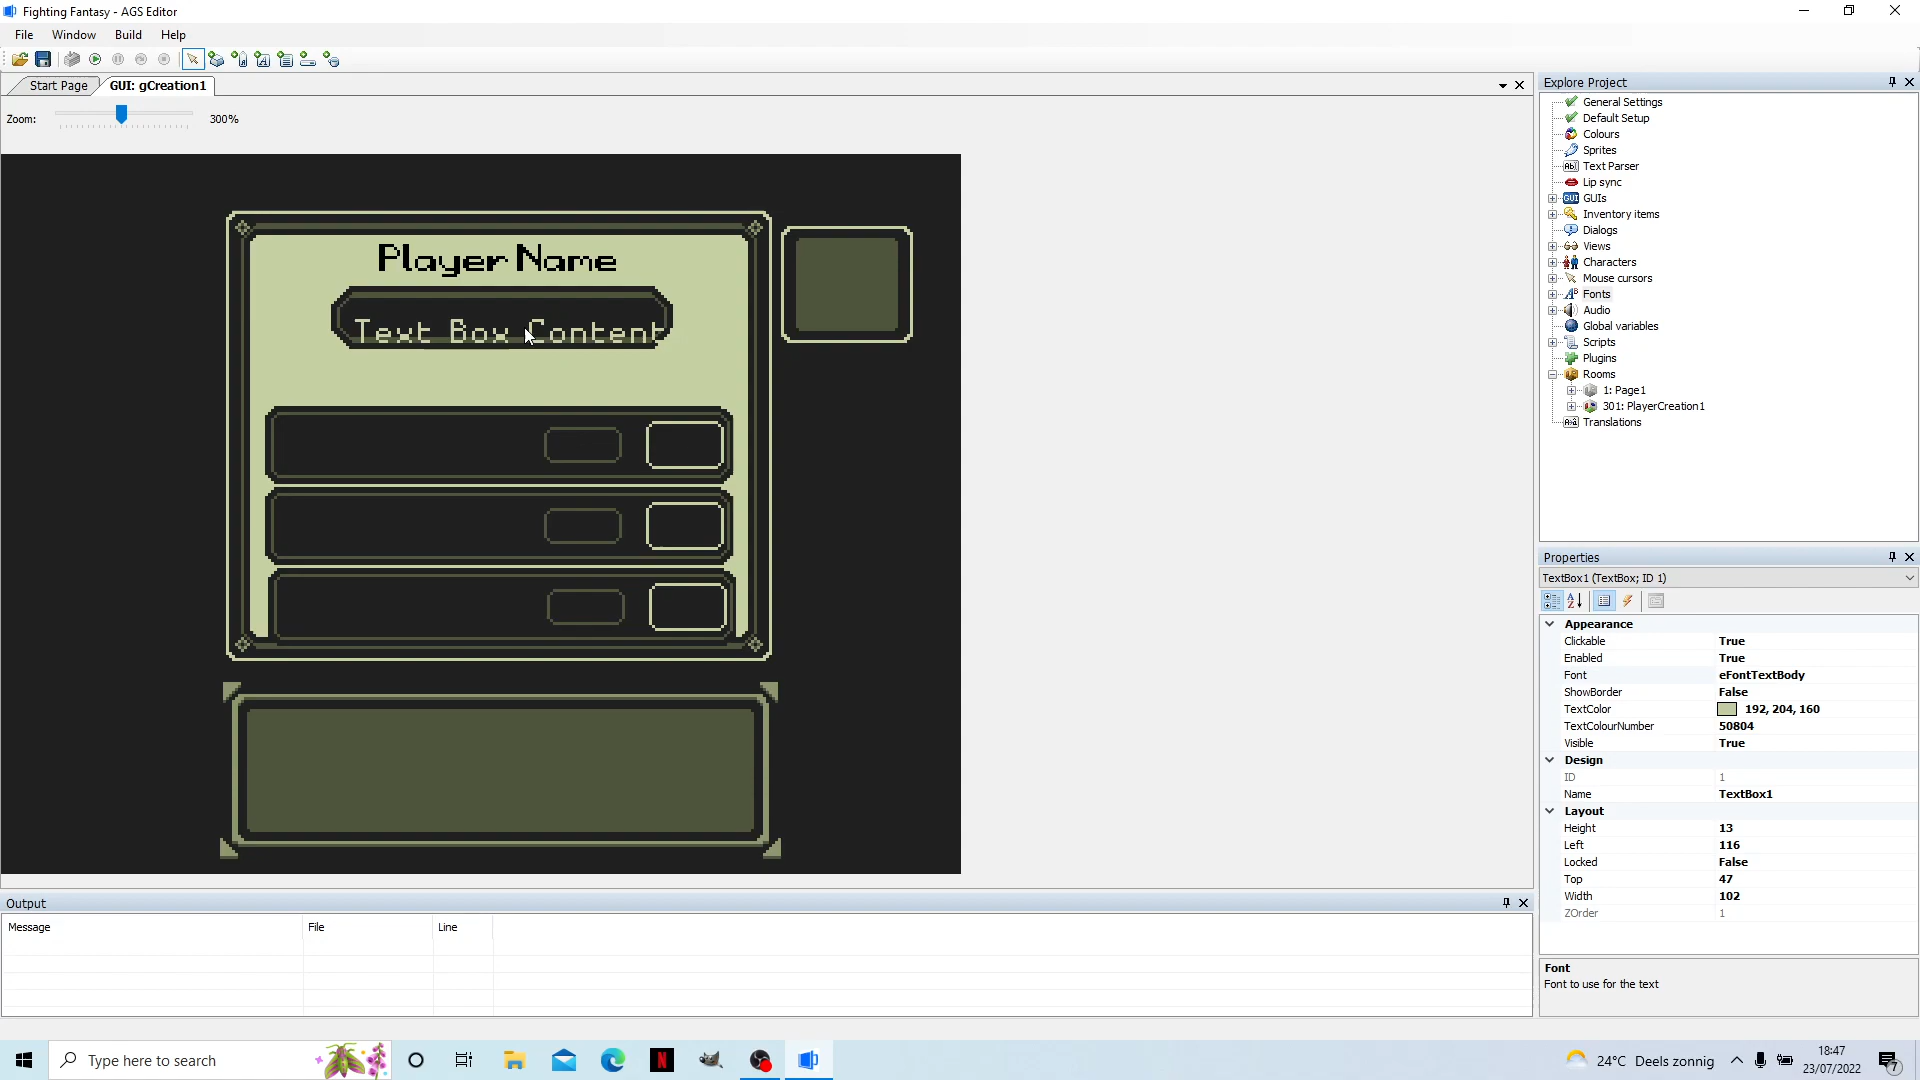 Fighting Fantasy - AGS Editor
File Window Build Help
Start Page GUI: gCreation1
Zoom: 300%
Player Name
Text Box Content
Explore Project
General Settings
Default Setup
Colours
Sprites
Text Parser
Lip sync
GUIs
Inventory items
Dialogs
Views
Characters
Mouse cursors
Fonts
Audio
Global variables
Scripts
Plugins
Rooms
1: Page1
301: PlayerCreation1
Translations
Properties
TextBox1 (TextBox; ID 1)
Appearance
Clickable True
Enabled True
Font eFontTextBody
ShowBorder False
TextColor 192, 204, 160
TextColourNumber 50804
Visible True
Design
ID 1
Name TextBox1
Layout
Height 13
Left 116
Locked False
Top 47
Width 102
ZOrder 1
Font
Font to use for the text
Output
Message File Line
Type here to search
24°C Deels zonnig
18:47
23/07/2022
7